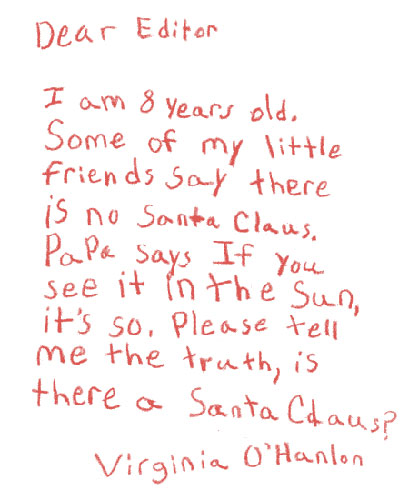 Dear Editor
I am 8 years old.
Some of my little
friends say there
is no Santa Claus.
PaPa says If you
see it in the Sun,
it's so. Please tell
me the truth, is
there a Santa Cdaus?
Virginia O'Hanlon